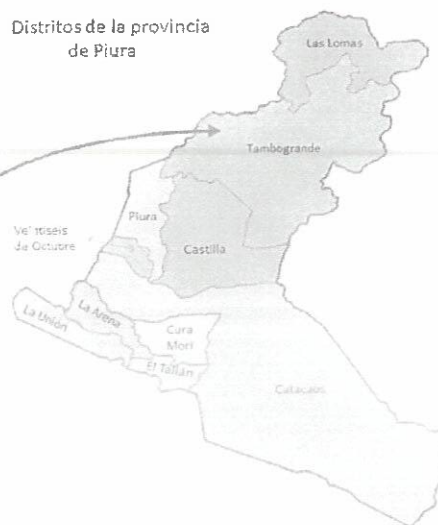 Distritos de la provincia
de Piura
Las Lomas
Tambogrande
Piura
Castilla
de Octubre
La Arena
La Unión
Cura
Mori
El Tallán
Catacaos